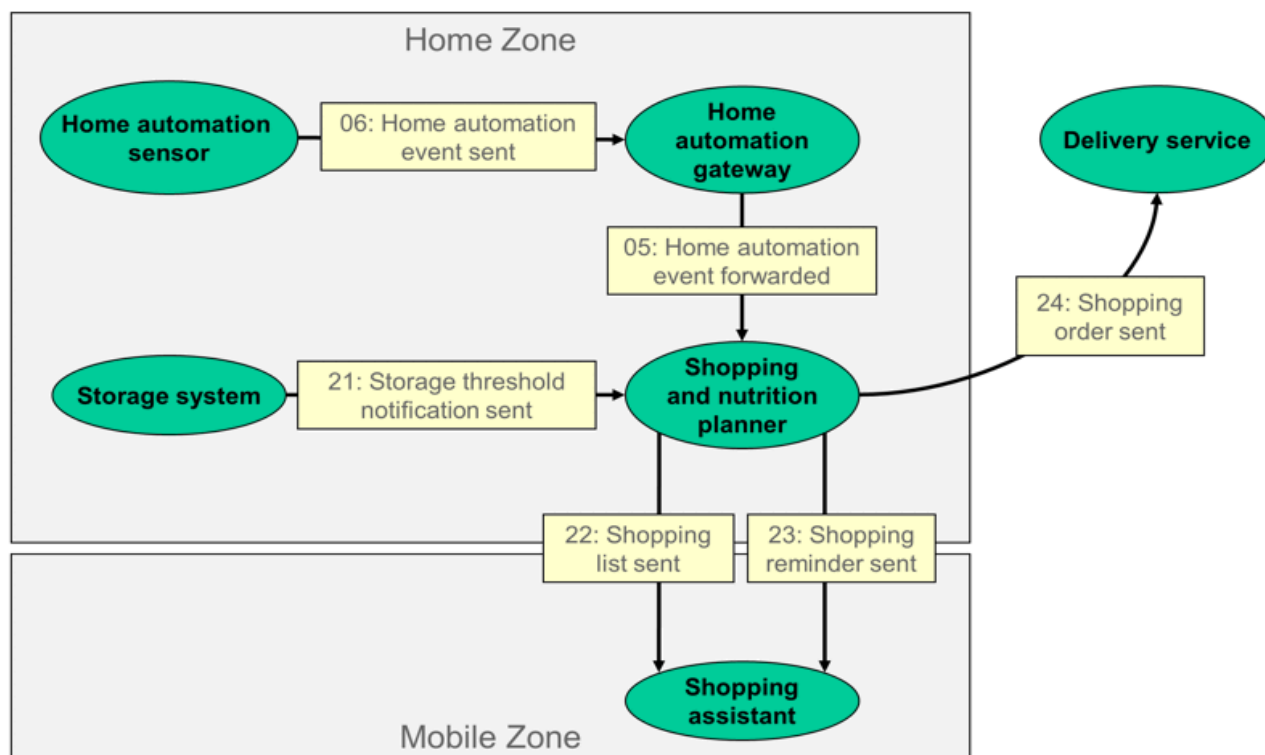 Home Zone
Home automation
sensor
06: Home automation
event sent
Home
automation
gateway
Delivery service
05: Home automation
event forwarded
24: Shopping
order sent
Storage system
21: Storage threshold
notification sent
Shopping
and nutrition
planner
22: Shopping
list sent
23: Shopping
reminder sent
Shopping
assistant
Mobile Zone